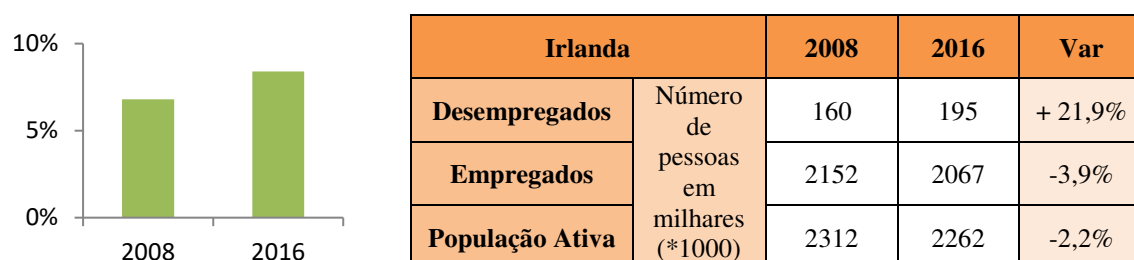 10%
5%
0%
2008 2016
Irlanda 2008 2016 Var
Desempregados 160 195 + 21,9%
Número
de
pessoas
em
milhares
(*1000)
Empregados 2152 2067 -3,9%
População Ativa 2312 2262 -2,2%